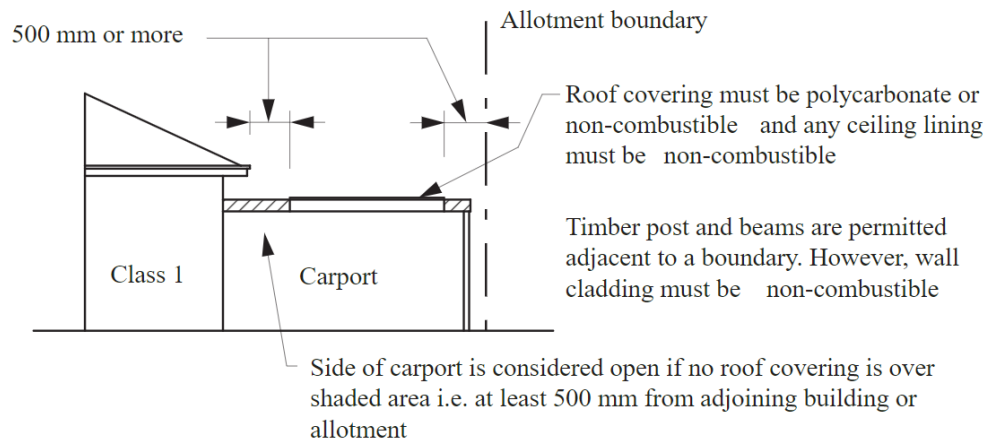 Allotment boundary
500 mm or more
Roof covering must be polycarbonate or
non-combustible and any ceiling lining
must be non-combustible
Timber post and beams are permitted
adjacent to a boundary. However, wall
cladding must be non-combustible
Class 1
Carport
Side of carport is considered open if no roof covering is over
shaded area i.e. at least 500 mm from adjoining building or
allotment